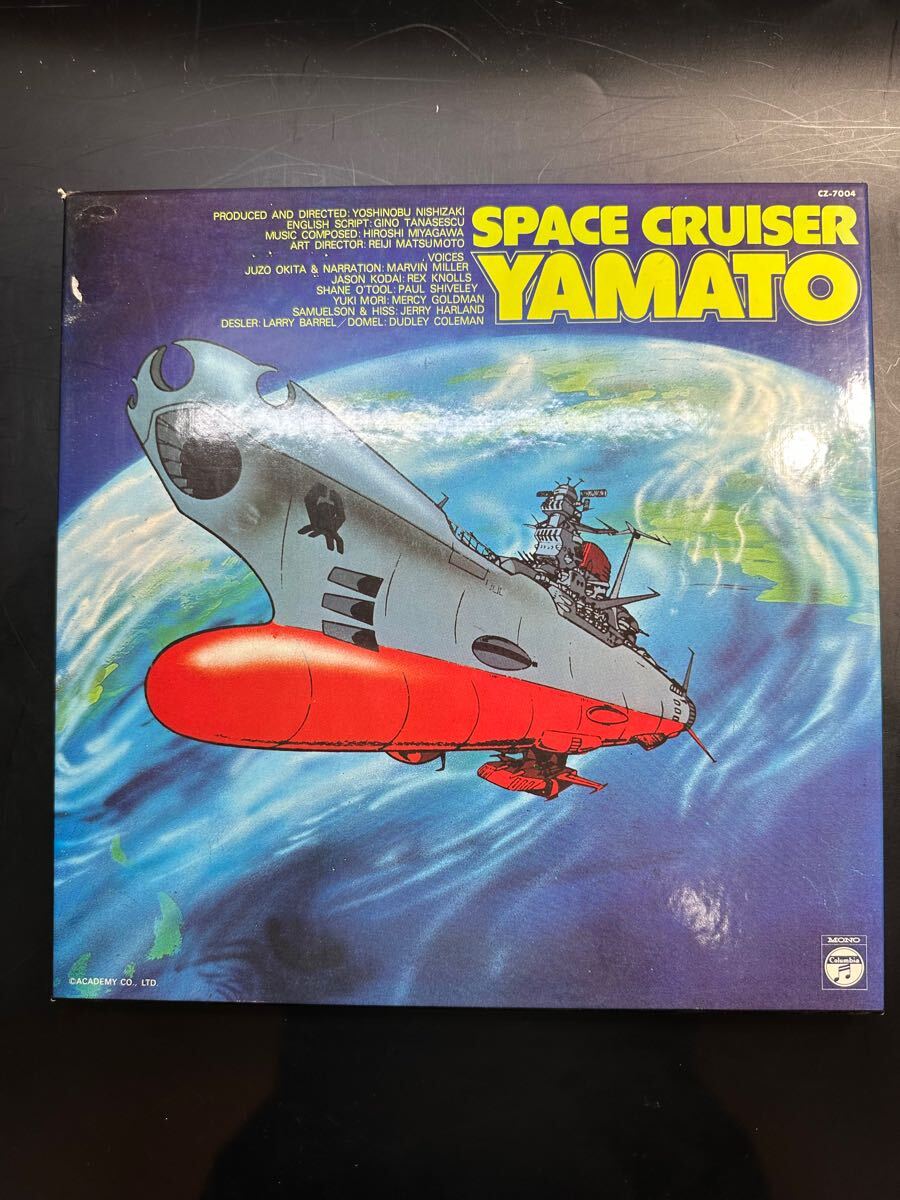 CZ-7004
PRODUCED AND DIRECTED: YOSHINOBU NISHIZAKI
ENGLISH SCRIPT: GINO TANASESCU
MUSIC COMPOSED: HIROSHI MIYAGAWA
ART DIRECTOR: REIJI MATSUMOTO
VOICES
JUZO OKITA & NARRATION: MARVIN MILLER
JASON KODAI: REX KNOLLS
SHANE O'TOOL: PAUL SHIVELEY
YUKI MORI: MERCY GOLDMAN
SAMUELSON & HISS: JERRY HARLAND
DESLER: LARRY BARREL/DOMEL: DUDLEY COLEMAN
SPACE CRUISER
YAMATO
©ACADEMY CO., LTD.
MONO
Columbia